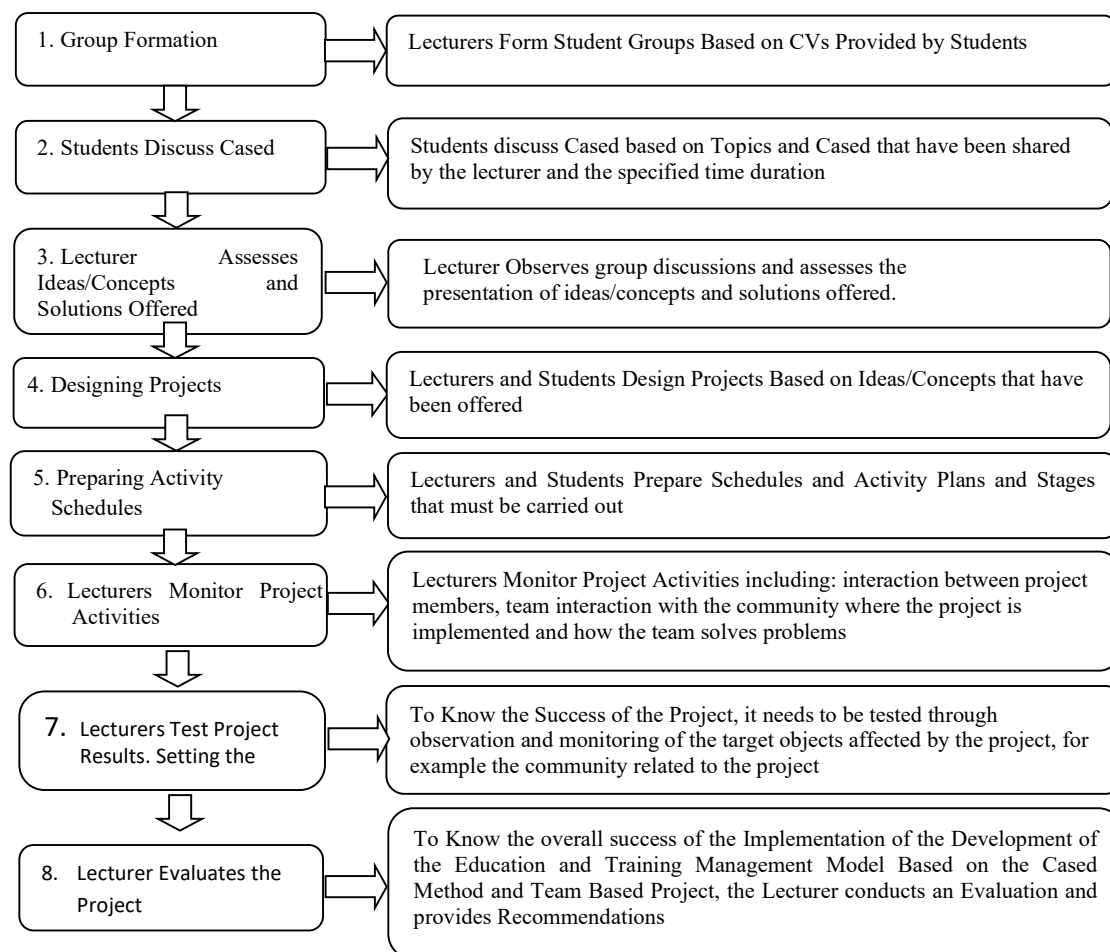 1. Group Formation
Lecturers Form Student Groups Based on CVs Provided by Students
2. Students Discuss Cased
Students discuss Cased based on Topics and Cased that have been shared
by the lecturer and the specified time duration
3. Lecturer Assesses
Ideas/Concepts and
Solutions Offered
Lecturer Observes group discussions and assesses the
presentation of ideas/concepts and solutions offered.
4. Designing Projects
Lecturers and Students Design Projects Based on Ideas/Concepts that have
been offered
5. Preparing Activity
Schedules
Lecturers and Students Prepare Schedules and Activity Plans and Stages
that must be carried out
6. Lecturers Monitor Project
Activities
Lecturers Monitor Project Activities including: interaction between project
members, team interaction with the community where the project is
implemented and how the team solves problems
7. Lecturers Test Project
Results. Setting the
To Know the Success of the Project, it needs to be tested through
observation and monitoring of the target objects affected by the project, for
example the community related to the project
8. Lecturer Evaluates the
Project
To Know the overall success of the Implementation of the Development of
the Education and Training Management Model Based on the Cased
Method and Team Based Project, the Lecturer conducts an Evaluation and
provides Recommendations